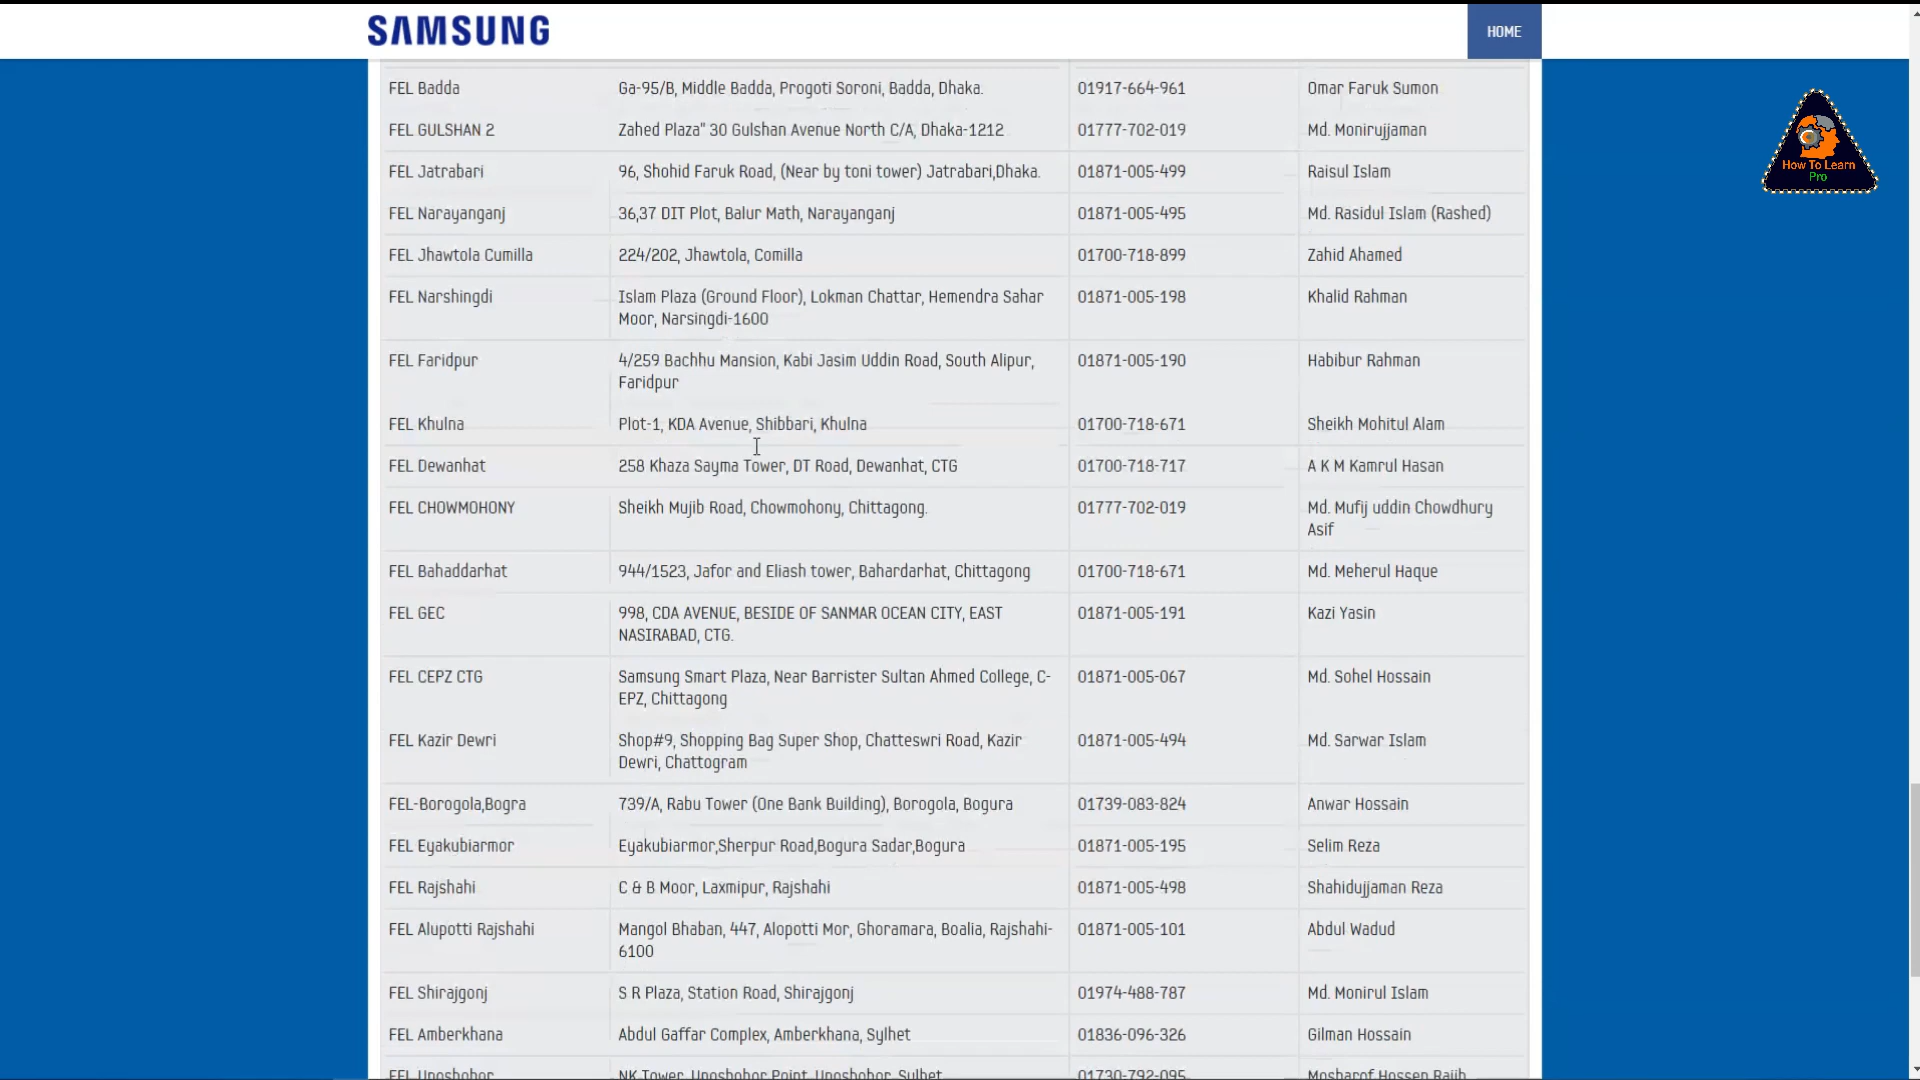 SAMSUNG
HOME
How To Learn
Pro
FEL Badda Ga-95/B, Middle Badda, Progoti Soroni, Badda, Dhaka. 01917-664-961 Omar Faruk Sumon
FEL GULSHAN 2 Zahed Plaza" 30 Gulshan Avenue North C/A, Dhaka-1212 01777-702-019 Md. Monirujjaman
FEL Jatrabari 96, Shohid Faruk Road, (Near by toni tower) Jatrabari,Dhaka. 01871-005-499 Raisul Islam
FEL Narayanganj 36,37 DIT Plot, Balur Math, Narayanganj 01871-005-495 Md. Rasidul Islam (Rashed)
FEL Jhawtola Cumilla 224/202, Jhawtola, Comilla 01700-718-899 Zahid Ahamed
FEL Narshingdi Islam Plaza (Ground Floor), Lokman Chattar, Hemendra Sahar 01871-005-198 Khalid Rahman
Moor, Narsingdi-1600
FEL Faridpur 4/259 Bachhu Mansion, Kabi Jasim Uddin Road, South Alipur, 01871-005-190 Habibur Rahman
Faridpur
FEL Khulna Plot-1, KDA Avenue, Shibbari, Khulna 01700-718-671 Sheikh Mohitul Alam
FEL Dewanhat 258 Khaza Sayma Tower, DT Road, Dewanhat, CTG 01700-718-717 A K M Kamrul Hasan
FEL CHOWMOHONY Sheikh Mujib Road, Chowmohony, Chittagong. 01777-702-019 Md. Mufij uddin Chowdhury
Asif
FEL Bahaddarhat 944/1523, Jafor and Eliash tower, Bahardarhat, Chittagong 01700-718-671 Md. Meherul Haque
FEL GEC 998, CDA AVENUE, BESIDE OF SANMAR OCEAN CITY, EAST 01871-005-191 Kazi Yasin
NASIRABAD, CTG.
FEL CEPZ CTG Samsung Smart Plaza, Near Barrister Sultan Ahmed College, C- 01871-005-067 Md. Sohel Hossain
EPZ, Chittagong
FEL Kazir Dewri Shop#9, Shopping Bag Super Shop, Chatteswri Road, Kazir 01871-005-494 Md. Sarwar Islam
Dewri, Chattogram
FEL-Borogola,Bogra 739/A, Rabu Tower (One Bank Building), Borogola, Bogura 01739-083-824 Anwar Hossain
FEL Eyakubiarmor Eyakubiarmor,Sherpur Road,Bogura Sadar,Bogura 01871-005-195 Selim Reza
FEL Rajshahi C & B Moor, Laxmipur, Rajshahi 01871-005-498 Shahidujjaman Reza
FEL Alupotti Rajshahi Mangol Bhaban, 447, Alopotti Mor, Ghoramara, Boalia, Rajshahi- 01871-005-101 Abdul Wadud
6100
FEL Shirajgonj S R Plaza, Station Road, Shirajgonj 01974-488-787 Md. Monirul Islam
FEL Amberkhana Abdul Gaffar Complex, Amberkhana, Sylhet 01836-096-326 Gilman Hossain
FEL Uposhohor NK Tower, Uposhohor Point, Uposhohor, Sylhet 01730-792-095 Mosharof Hossen Rajib